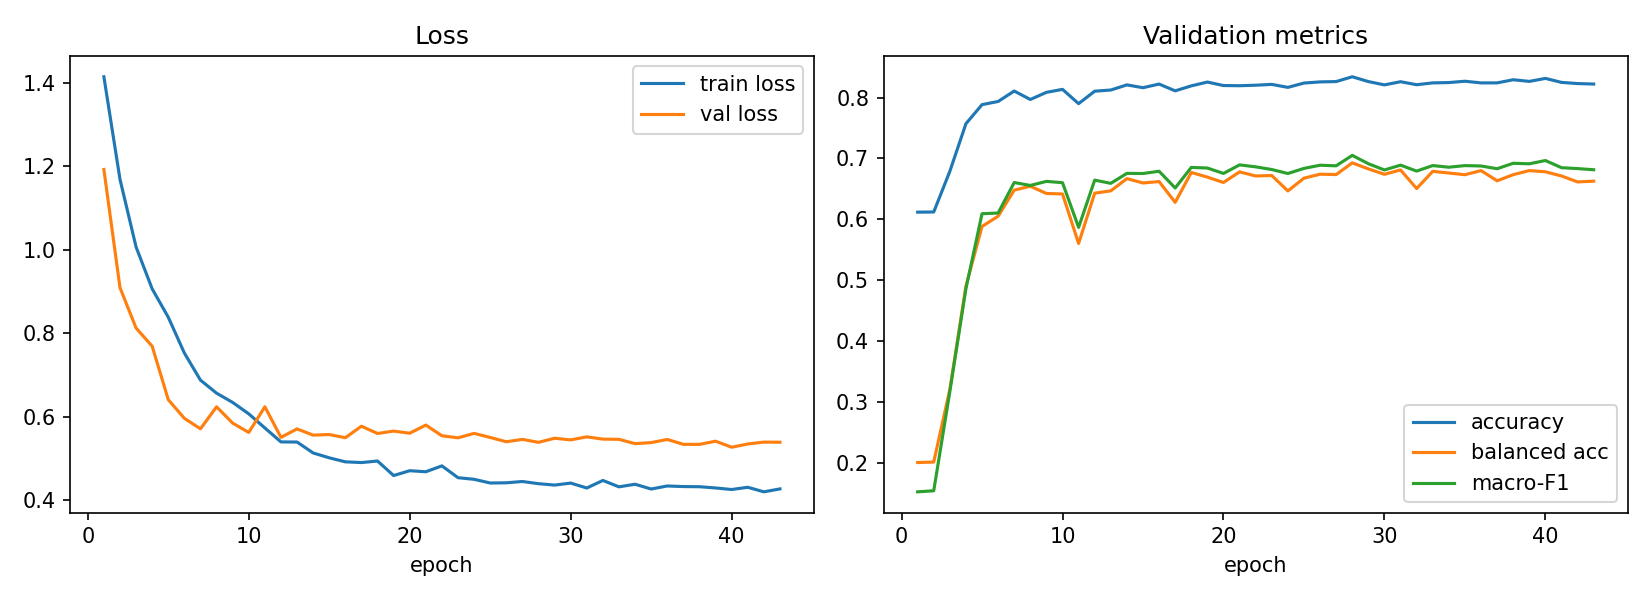 Loss
1.4
1.2
1.0
0.8
0.6
0.4
0
10
20
30
40
epoch
train loss
val loss
Validation metrics
0.8
0.7
0.6
0.5
0.4
0.3
0.2
0
10
20
30
40
epoch
accuracy
balanced acc
macro-F1